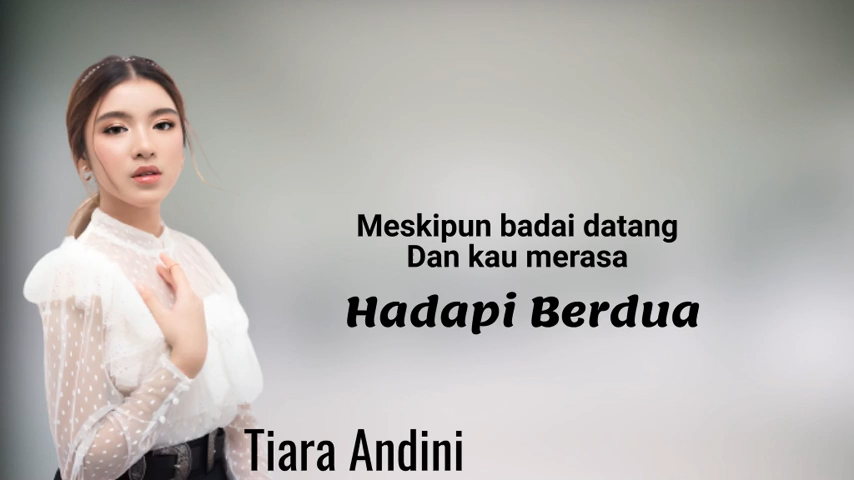 Meskipun badai datang
Dan kau merasa
Hadapi Berdua
Tiara Andini